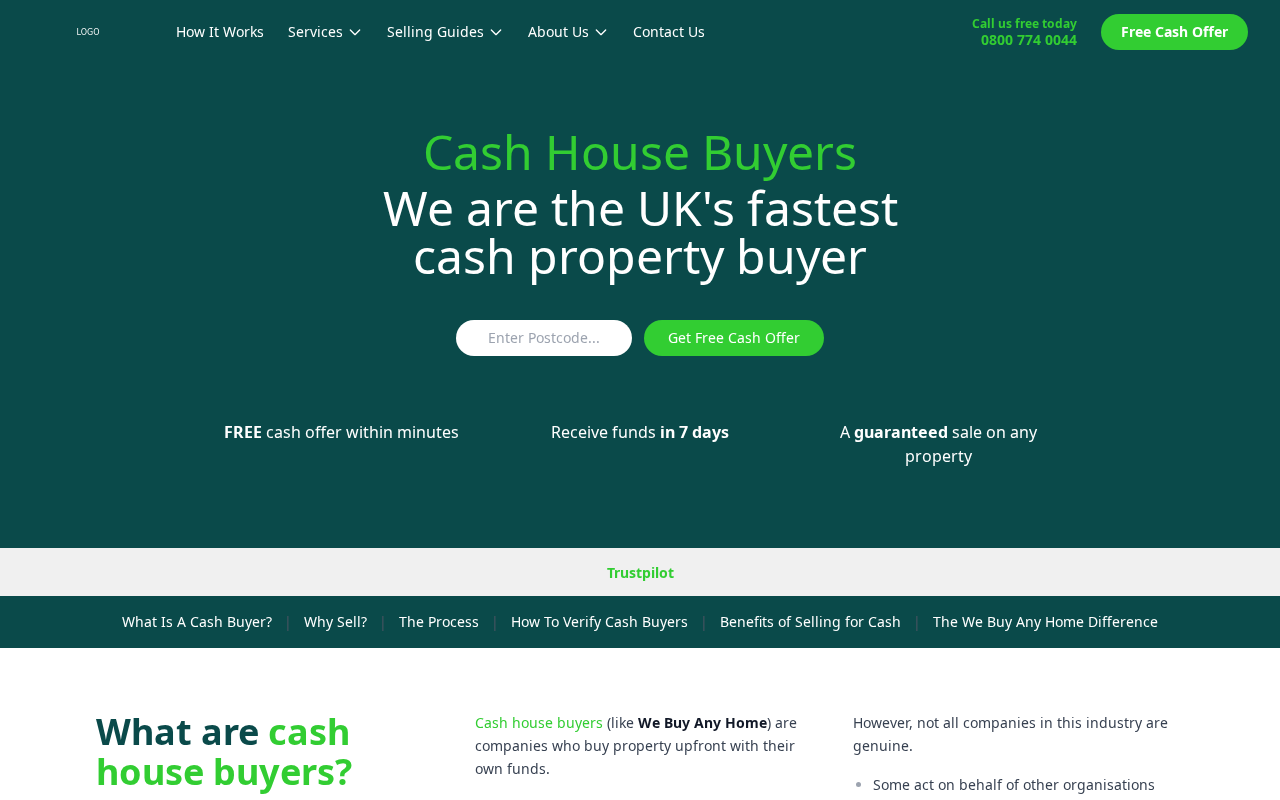 LOGO
How It Works
Services
Selling Guides
About Us
Contact Us
Call us free today
0800 774 0044
Free Cash Offer
Cash House Buyers
We are the UK's fastest
cash property buyer
Enter Postcode...
Get Free Cash Offer
FREE cash offer within minutes
Receive funds in 7 days
A guaranteed sale on any
property
Trustpilot
What Is A Cash Buyer? | Why Sell? | The Process | How To Verify Cash Buyers | Benefits of Selling for Cash | The We Buy Any Home Difference
What are cash
house buyers?
Cash house buyers (like We Buy Any Home) are
companies who buy property upfront with their
own funds.
However, not all companies in this industry are
genuine.
Some act on behalf of other organisations